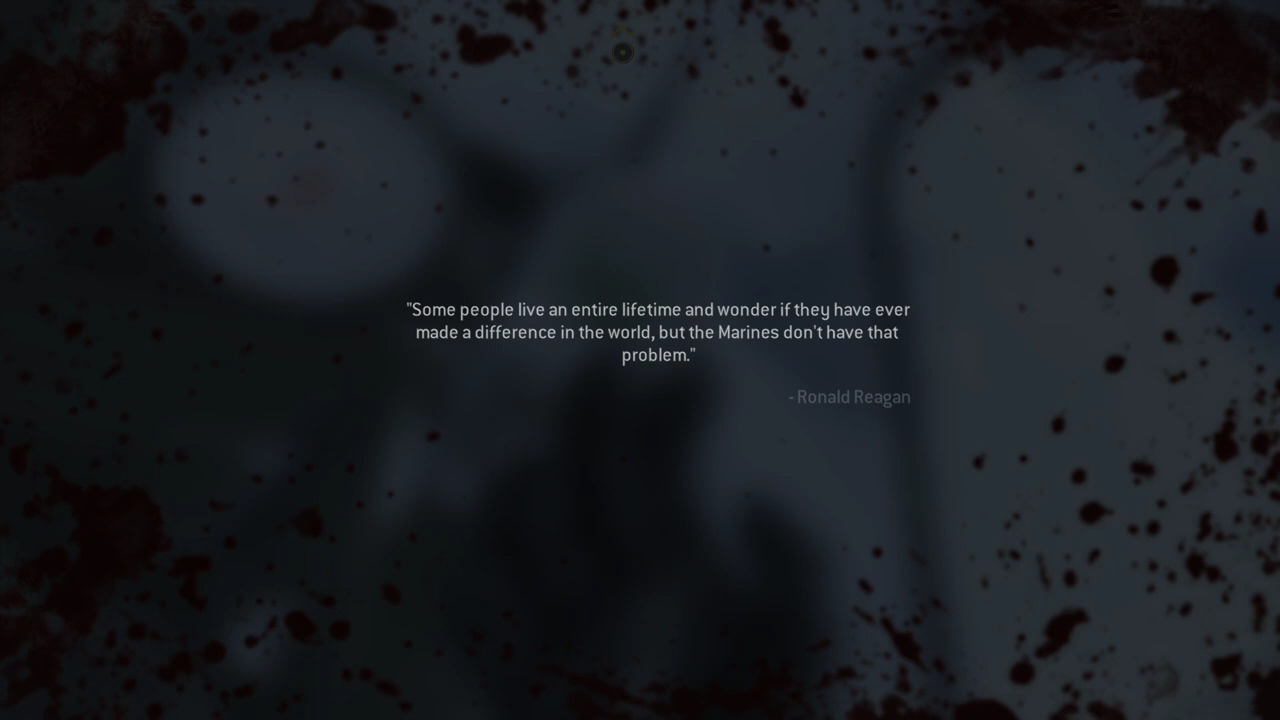 "Some people live an entire lifetime and wonder if they have ever
made a difference in the world, but the Marines don't have that
problem."
- Ronald Reagan